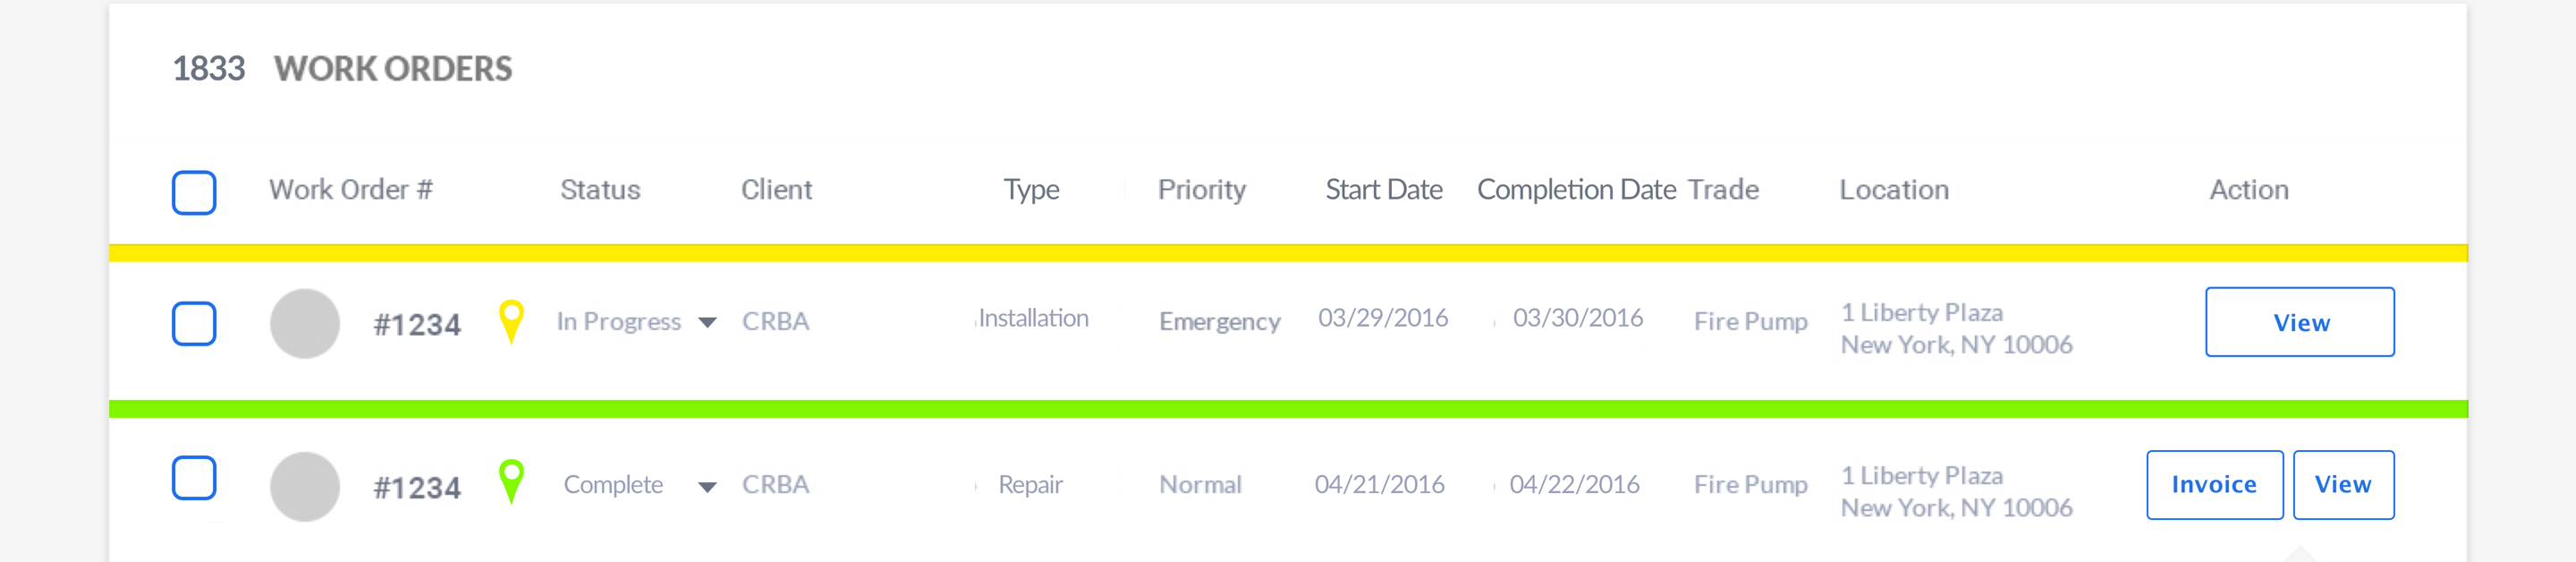 1833 WORK ORDERS
Work Order # Status Client Type Priority Start Date Completion Date Trade Location Action
#1234 In Progress CRBA Installation Emergency 03/29/2016 03/30/2016 Fire Pump 1 Liberty Plaza View
New York, NY 10006
#1234 Complete CRBA Repair Normal 04/21/2016 04/22/2016 Fire Pump 1 Liberty Plaza Invoice View
New York, NY 10006